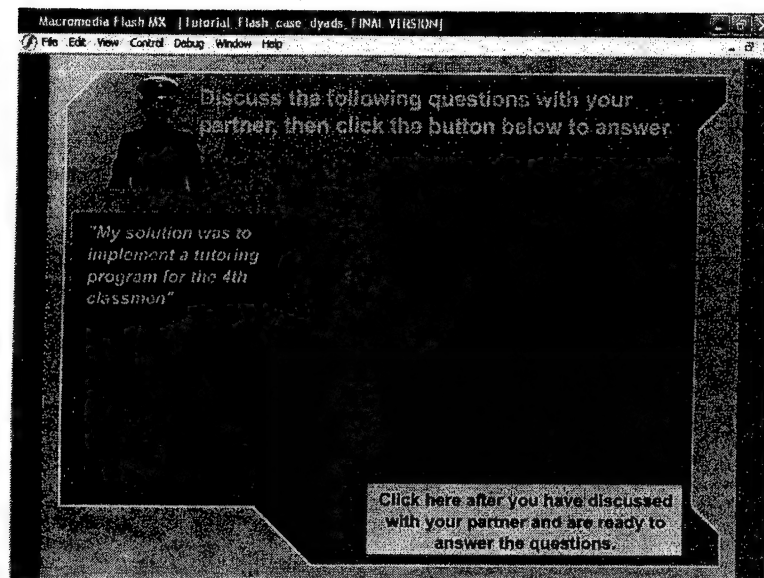 Macromedia Flash MX - [Tutorial_Flash_case_dyads_FINAL VERSION]
File Edit View Control Debug Window Help
Discuss the following questions with your
partner, then click the button below to answer.
"My solution was to
implement a tutoring
program for the 4th
classmen"
Click here after you have discussed
with your partner and are ready to
answer the questions.